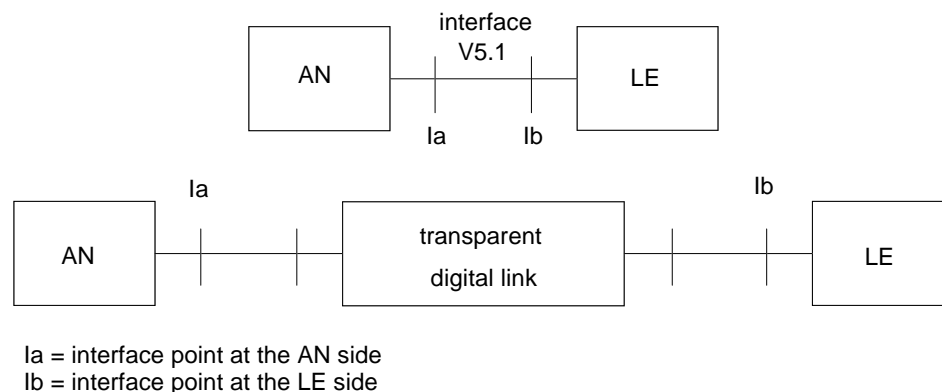 interface
V5.1
AN
LE
Ia
Ib
Ia
Ib
AN
transparent
digital link
LE
Ia = interface point at the AN side
Ib = interface point at the LE side